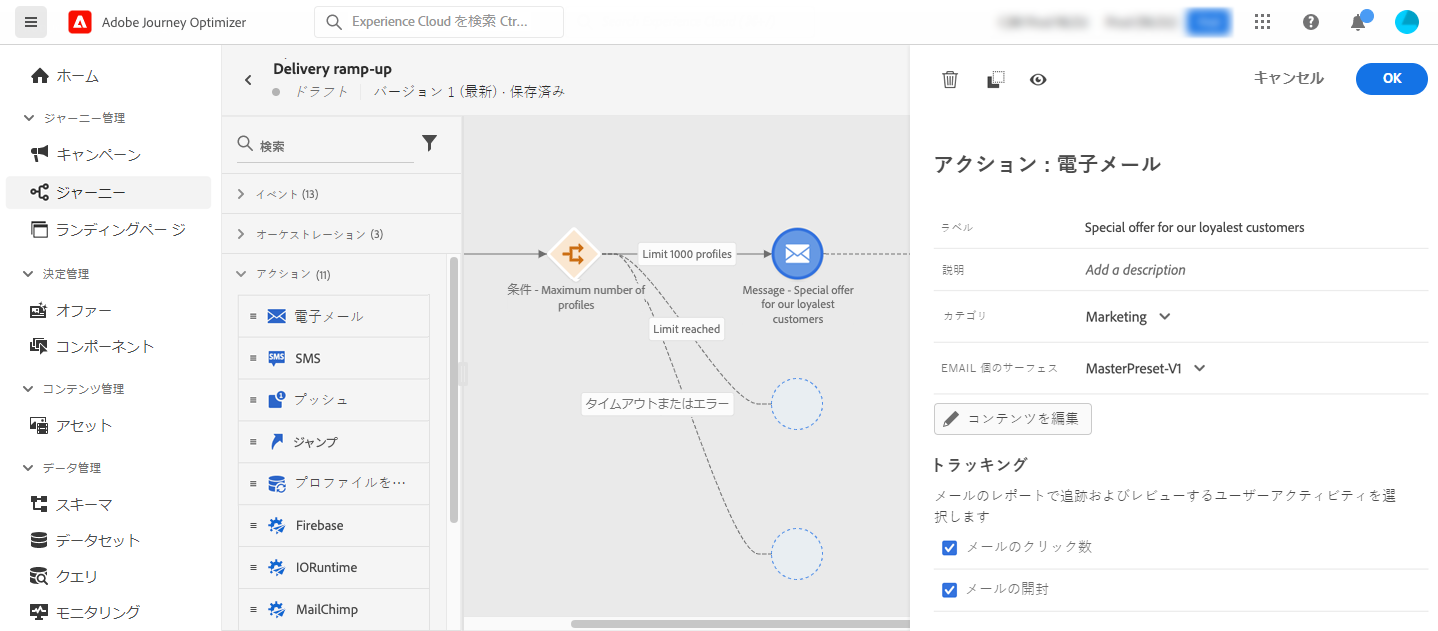 Adobe Journey Optimizer
Experience Cloud を検索 Ctr...
ホーム
ジャーニー管理
キャンペーン
ジャーニー
ランディングページ
決定管理
オファー
コンポーネント
コンテンツ管理
アセット
データ管理
スキーマ
データセット
クエリ
モニタリング
Delivery ramp-up
ドラフト
バージョン 1 (最新) · 保存済み
検索
イベント (13)
オーケストレーション (3)
アクション (11)
電子メール
SMS
SMS
プッシュ
1
ジャンプ
プロファイルを…
Firebase
IORuntime
MailChimp
条件 - Maximum number of
profiles
Limit 1000 profiles
Message - Special offer
for our loyalest
customers
Limit reached
タイムアウトまたはエラー
キャンセル
OK
アクション : 電子メール
ラベル
Special offer for our loyalest customers
説明
Add a description
カテゴリ
Marketing
EMAIL 個のサーフェス
MasterPreset-V1
コンテンツを編集
トラッキング
メールのレポートで追跡およびレビューするユーザーアクティビティを選
択します
メールのクリック数
メールの開封